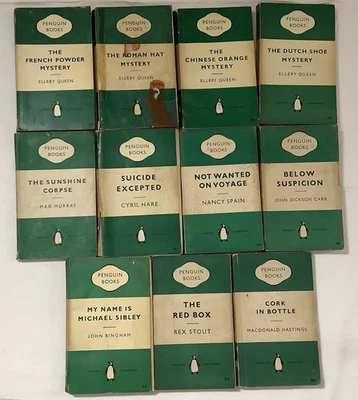 PENGUIN
BOOKS
THE
FRENCH POWDER
MYSTERY
ELLERY QUEEN
PENGUIN
BOOKS
THE ROMAN HAT
MYSTERY
ELLERY QUEEN
PENGUIN
BOOKS
THE
CHINESE ORANGE
MYSTERY
ELLERY QUEEN
PENGUIN
BOOKS
THE DUTCH SHOE
MYSTERY
ELLERY QUEEN
PENGUIN
BOOKS
THE SUNSHINE
CORPSE
MAX MURRAY
PENGUIN
BOOKS
SUICIDE
EXCEPTED
CYRIL HARE
PENGUIN
BOOKS
NOT WANTED
ON VOYAGE
NANCY SPAIN
PENGUIN
BOOKS
BELOW
SUSPICION
JOHN DICKSON CARR
PENGUIN
BOOKS
MY NAME IS
MICHAEL SIBLEY
JOHN BINGHAM
PENGUIN
BOOKS
THE
RED BOX
REX STOUT
PENGUIN
BOOKS
CORK
IN BOTTLE
MACDONALD HASTINGS